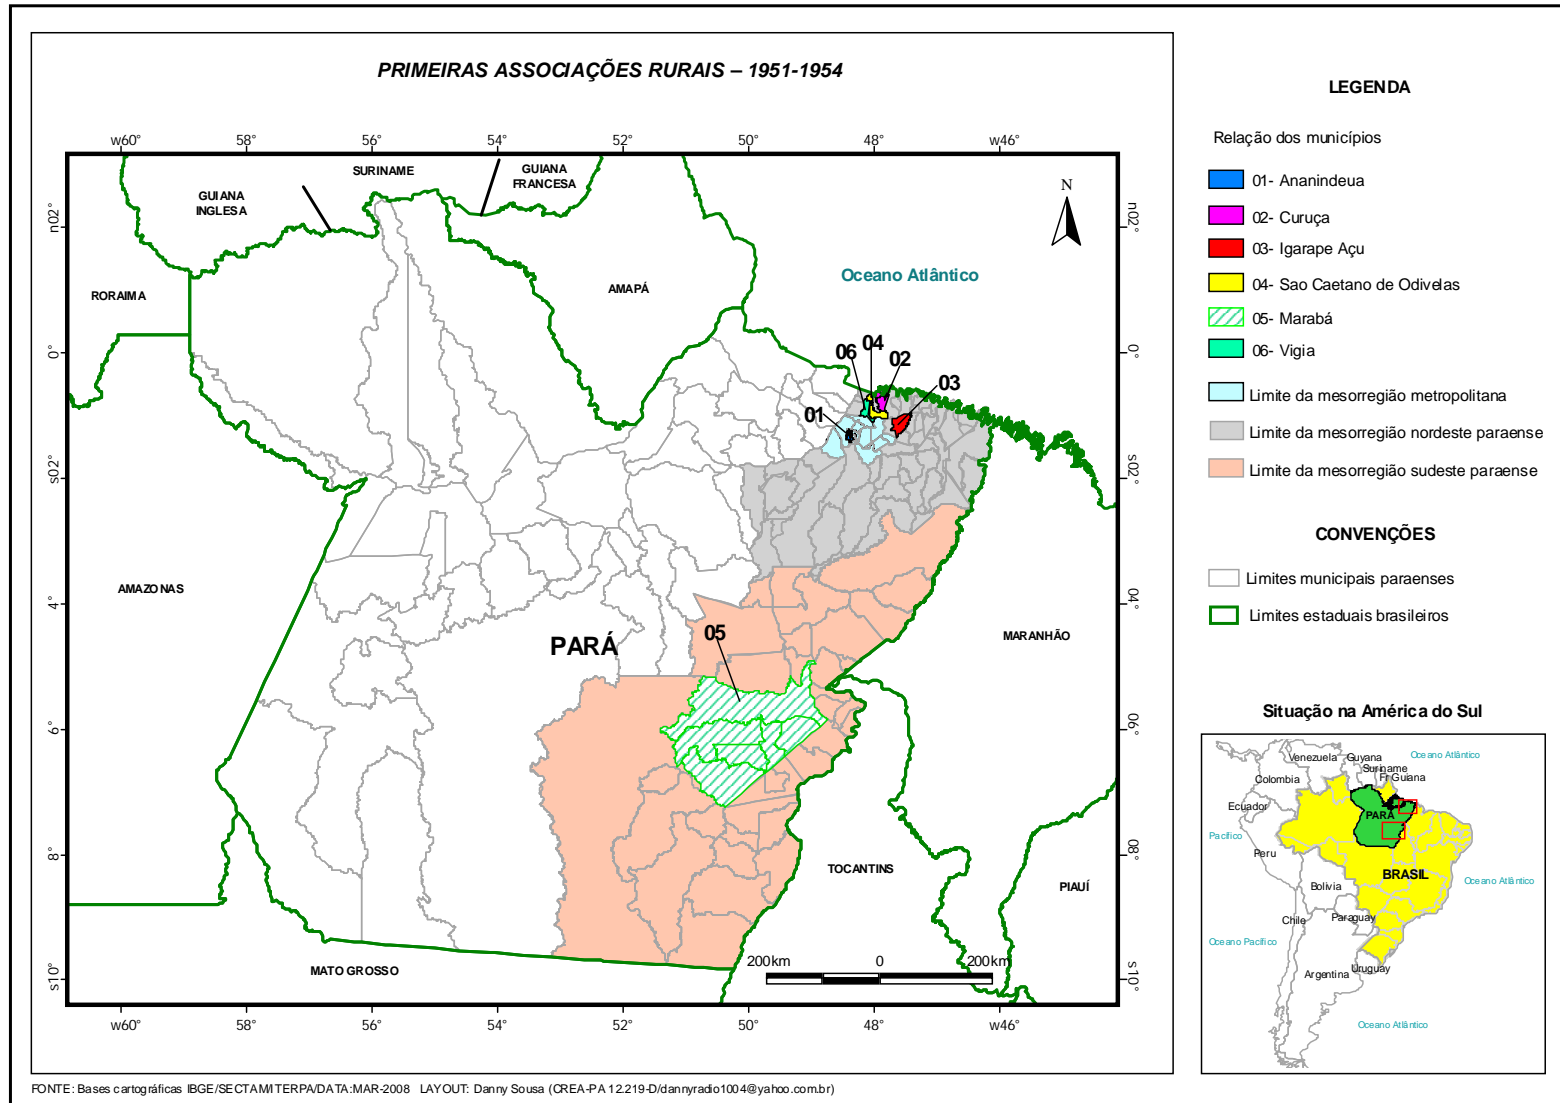 PRIMEIRAS ASSOCIAÇÕES RURAIS – 1951-1954
w60° 58° 56° 54° 52° 50° 48° w46°
n02° 0° s02° 4° 6° 8° s10°
n02° 0° s02° 04° 06° 08° s10°
w60° 58° 56° 54° 52° 50° 48° w46°
SURINAME
GUIANA
FRANCESA
GUIANA
INGLESA
N
RORAIMA
AMAPÁ
Oceano Atlântico
06
04
02
03
01
AMAZONAS
PARÁ
05
MARANHÃO
TOCANTINS
PIAUÍ
MATO GROSSO
200km 0 200km
LEGENDA
Relação dos municípios
01- Ananindeua
02- Curuça
03- Igarape Açu
04- Sao Caetano de Odivelas
05- Marabá
06- Vigia
Limite da mesorregião metropolitana
Limite da mesorregião nordeste paraense
Limite da mesorregião sudeste paraense
CONVENÇÕES
Limites municipais paraenses
Limites estaduais brasileiros
Situação na América do Sul
Venezuela
Guyana
Oceano Atlântico
Suriname
Colombia
Fr Guiana
Ecuador
PARÁ
Pacífico
Peru
BRASIL
Bolivia
Oceano Atlântico
Chile
Paraguay
Oceano Pacífico
Uruguay
Argentina
Oceano Atlântico
FONTE: Bases cartográficas IBGE/SECTAM/ITERPA/DATA:MAR-2008 LAYOUT: Danny Sousa (CREA-PA 12.219-D/dannyradio1004@yahoo.com.br)